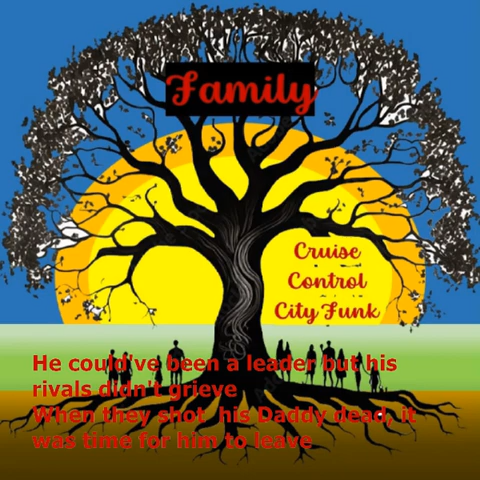 Family
Cruise
Control
City Funk
He could've been a leader but his
rivals didn't grieve
When they shot  his Daddy dead, it
was time for him to leave